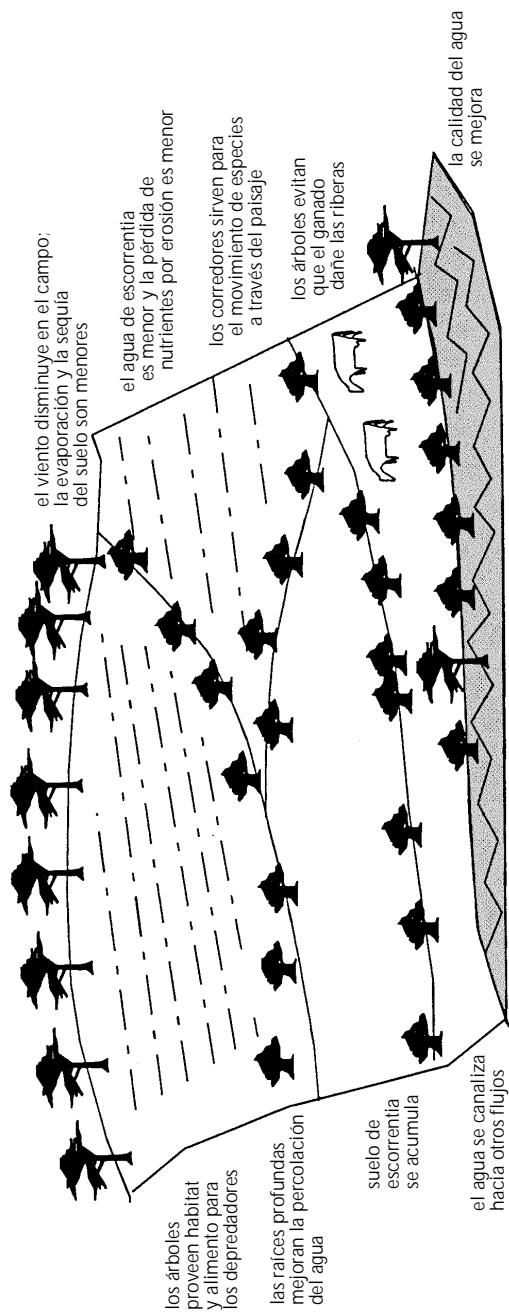 el viento disminuye en el campo;
la evaporación y la sequía
del suelo son menores
el agua de escorrentia
es menor y la pérdida de
nutrientes por erosión es menor
los corredores sirven para
el movimiento de especies
a través del paisaje
los árboles evitan
que el ganado
dañe las riberas
la calidad del agua
se mejora
los árboles
proveen habitat
y alimento para
los depredadores
las raíces profundas
mejoran la percolación
del agua
suelo de
escorrentia
se acumula
el agua se canaliza
hacia otros flujos